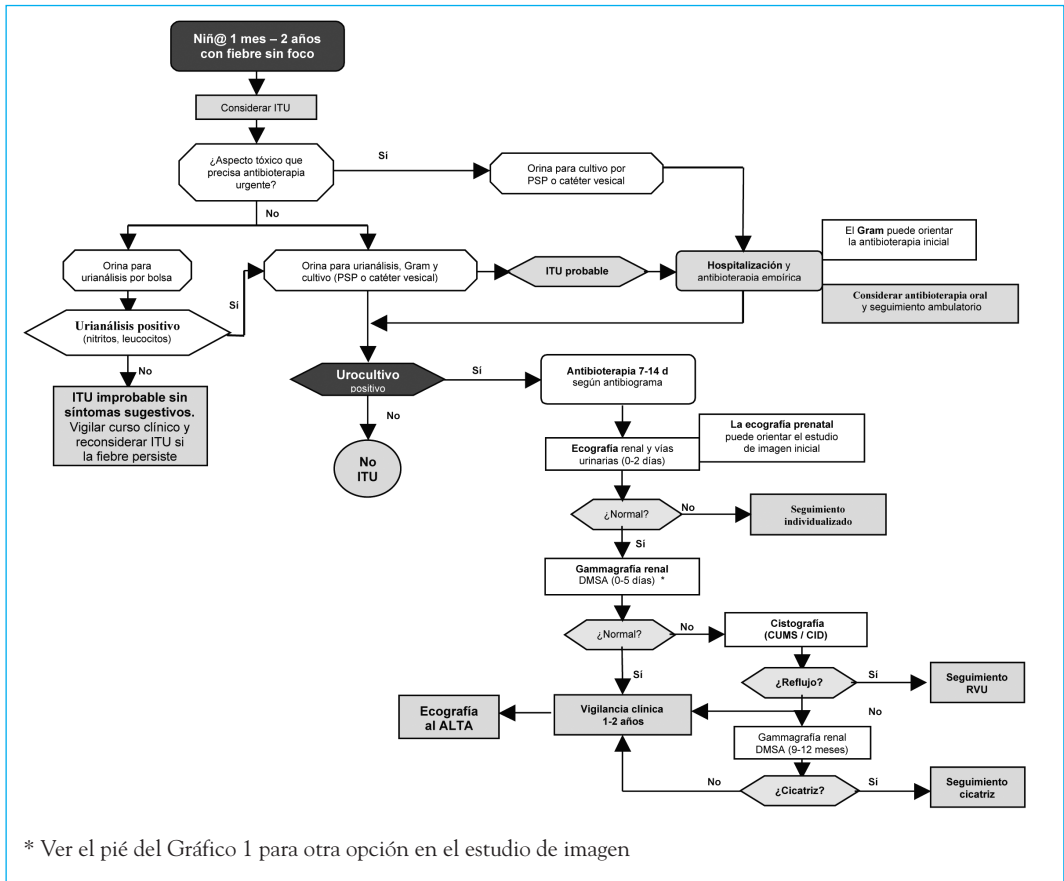 Niñ@ 1 mes – 2 años
con fiebre sin foco
Considerar ITU
¿Aspecto tóxico que
precisa antibioterapia
urgente?
Sí
Orina para cultivo por
PSP o catéter vesical
No
El Gram puede orientar
la antibioterapia inicial
Orina para
urianálisis por bolsa
Sí
Orina para urianálisis, Gram y
cultivo (PSP o catéter vesical)
ITU probable
Hospitalización y
antibioterapia empírica
Considerar antibioterapia oral
y seguimiento ambulatorio
Urianálisis positivo
(nitritos, leucocitos)
No
ITU improbable sin
síntomas sugestivos.
Vigilar curso clínico y
reconsiderar ITU si
la fiebre persiste
Urocultivo
positivo
Sí
Antibioterapia 7-14 d
según antibiograma
No
No
ITU
Ecografía renal y vías
urinarias (0-2 días)
La ecografía prenatal
puede orientar el estudio
de imagen inicial
¿Normal?
No
Seguimiento
individualizado
Sí
Gammagrafía renal
DMSA (0-5 días) *
¿Normal?
No
Cistografía
(CUMS / CID)
Sí
¿Reflujo?
Sí
Seguimiento
RVU
Ecografía
al ALTA
Vigilancia clínica
1-2 años
No
Gammagrafía renal
DMSA (9-12 meses)
No
¿Cicatriz?
Sí
Seguimiento
cicatriz
* Ver el pié del Gráfico 1 para otra opción en el estudio de imagen